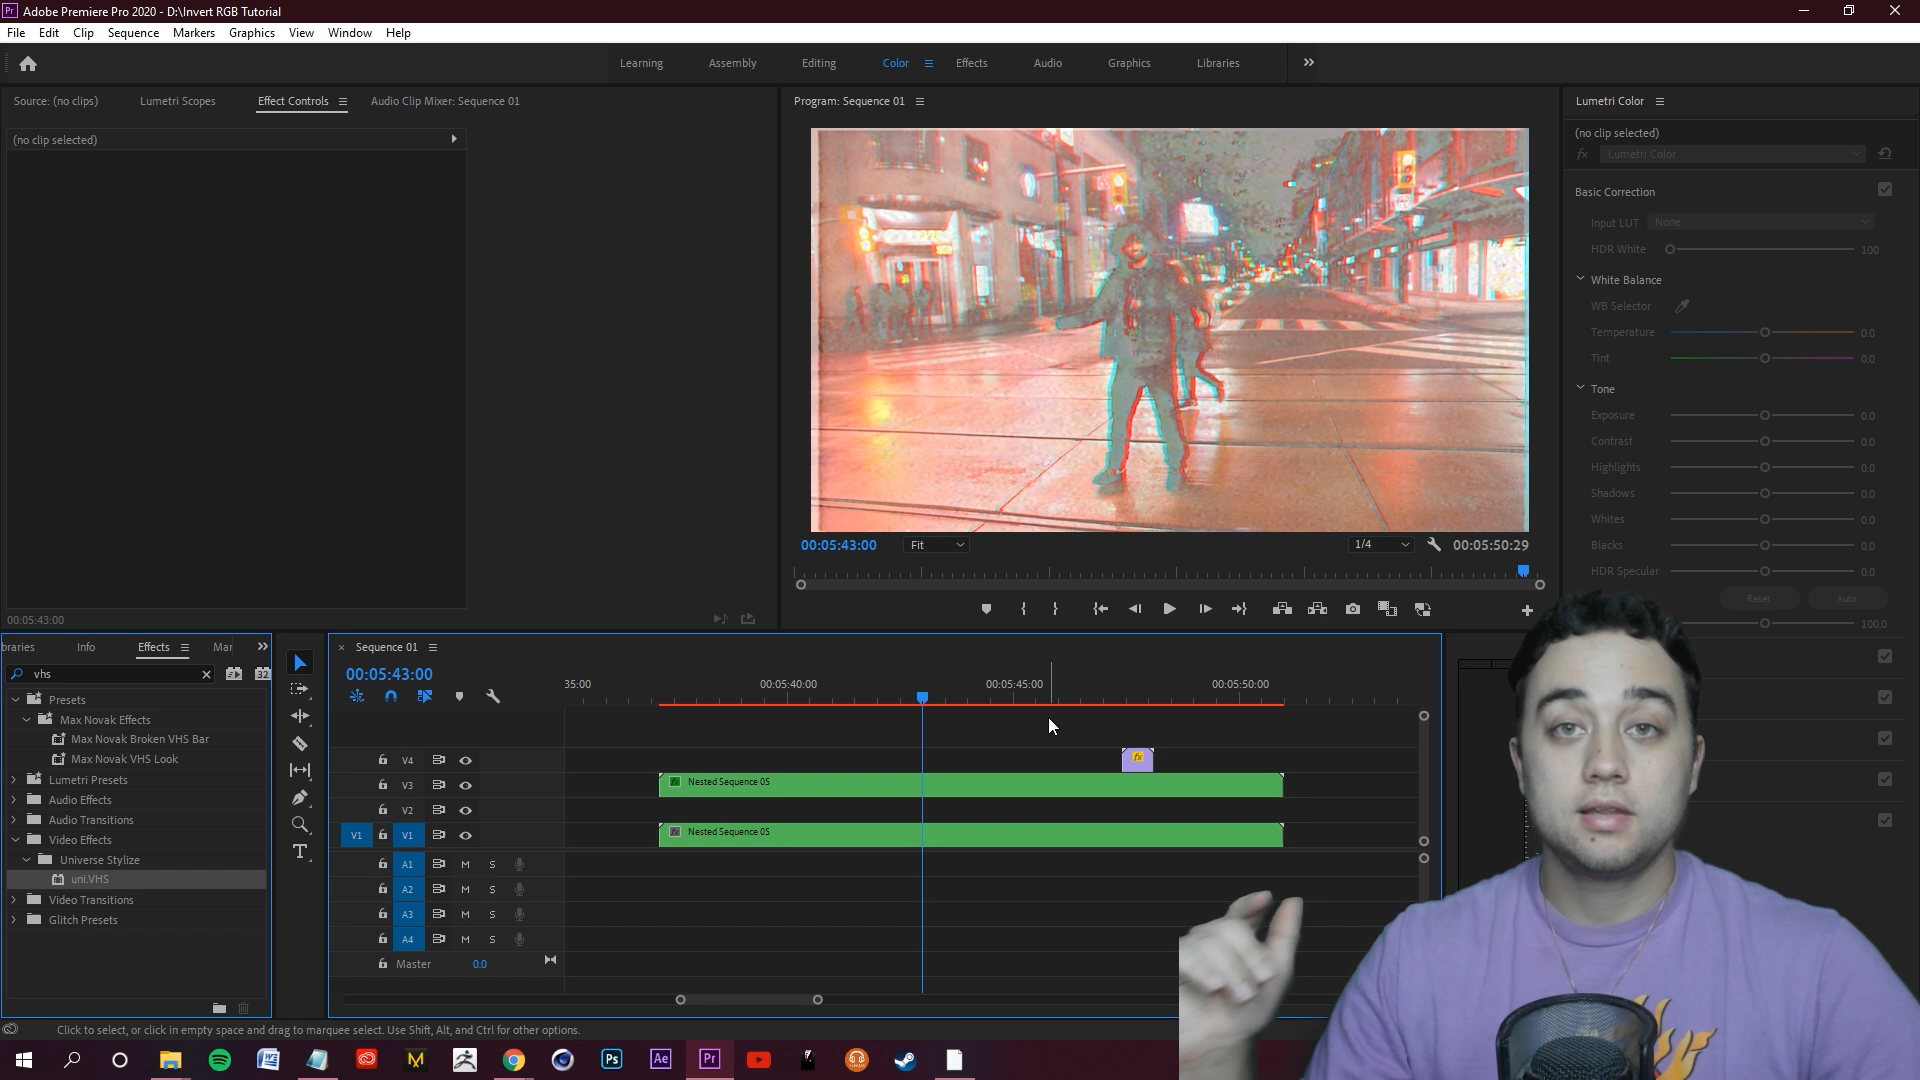 Adobe Premiere Pro 2020 - D:\Invert RGB Tutorial
File Edit Clip Sequence Markers Graphics View Window Help
Learning Assembly Editing Color Effects Audio Graphics Libraries
Source: (no clips) Lumetri Scopes Effect Controls Audio Clip Mixer: Sequence 01
(no clip selected)
00:05:43:00
Program: Sequence 01
00:05:43:00 Fit 1/4 00:05:50:29
Lumetri Color
(no clip selected)
fx Lumetri Color
Basic Correction
Input LUT None
HDR White 100
White Balance
WB Selector
Temperature 0.0
Tint 0.0
Tone
Exposure 0.0
Contrast 0.0
Highlights 0.0
Shadows 0.0
Whites 0.0
Blacks 0.0
HDR Specular 0.0
Reset Auto
100.0
braries Info Effects Mar
vhs
32
Presets
Max Novak Effects
Max Novak Broken VHS Bar
Max Novak VHS Look
Lumetri Presets
Audio Effects
Audio Transitions
Video Effects
Universe Stylize
uni.VHS
Video Transitions
Glitch Presets
× Sequence 01
00:05:43:00
35:00 00:05:40:00 00:05:45:00 00:05:50:00
V4 fx
V3 fx Nested Sequence 05
V2
V1 V1 fx Nested Sequence 05
A1 M S
A2 M S
A3 M S
A4 M S
Master 0.0
Click to select, or click in empty space and drag to marquee select. Use Shift, Alt, and Ctrl for other options.
Ps Ae Pr